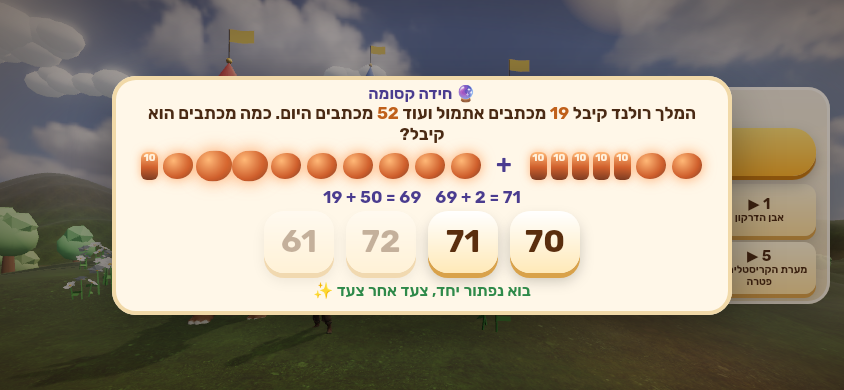 🔮 חידה קסומה
המלך רולנד קיבל 19 מכתבים אתמול ועוד 52 מכתבים היום. כמה מכתבים הוא
קיבל?
10 + 10 10 10 10 10
19 + 50 = 69 69 + 2 = 71
61 72 71 70
בוא נפתור יחד, צעד אחר צעד ✨
▶ 1
אבן הדרקון
▶ 5
מערת הקריסטלי
פטרה